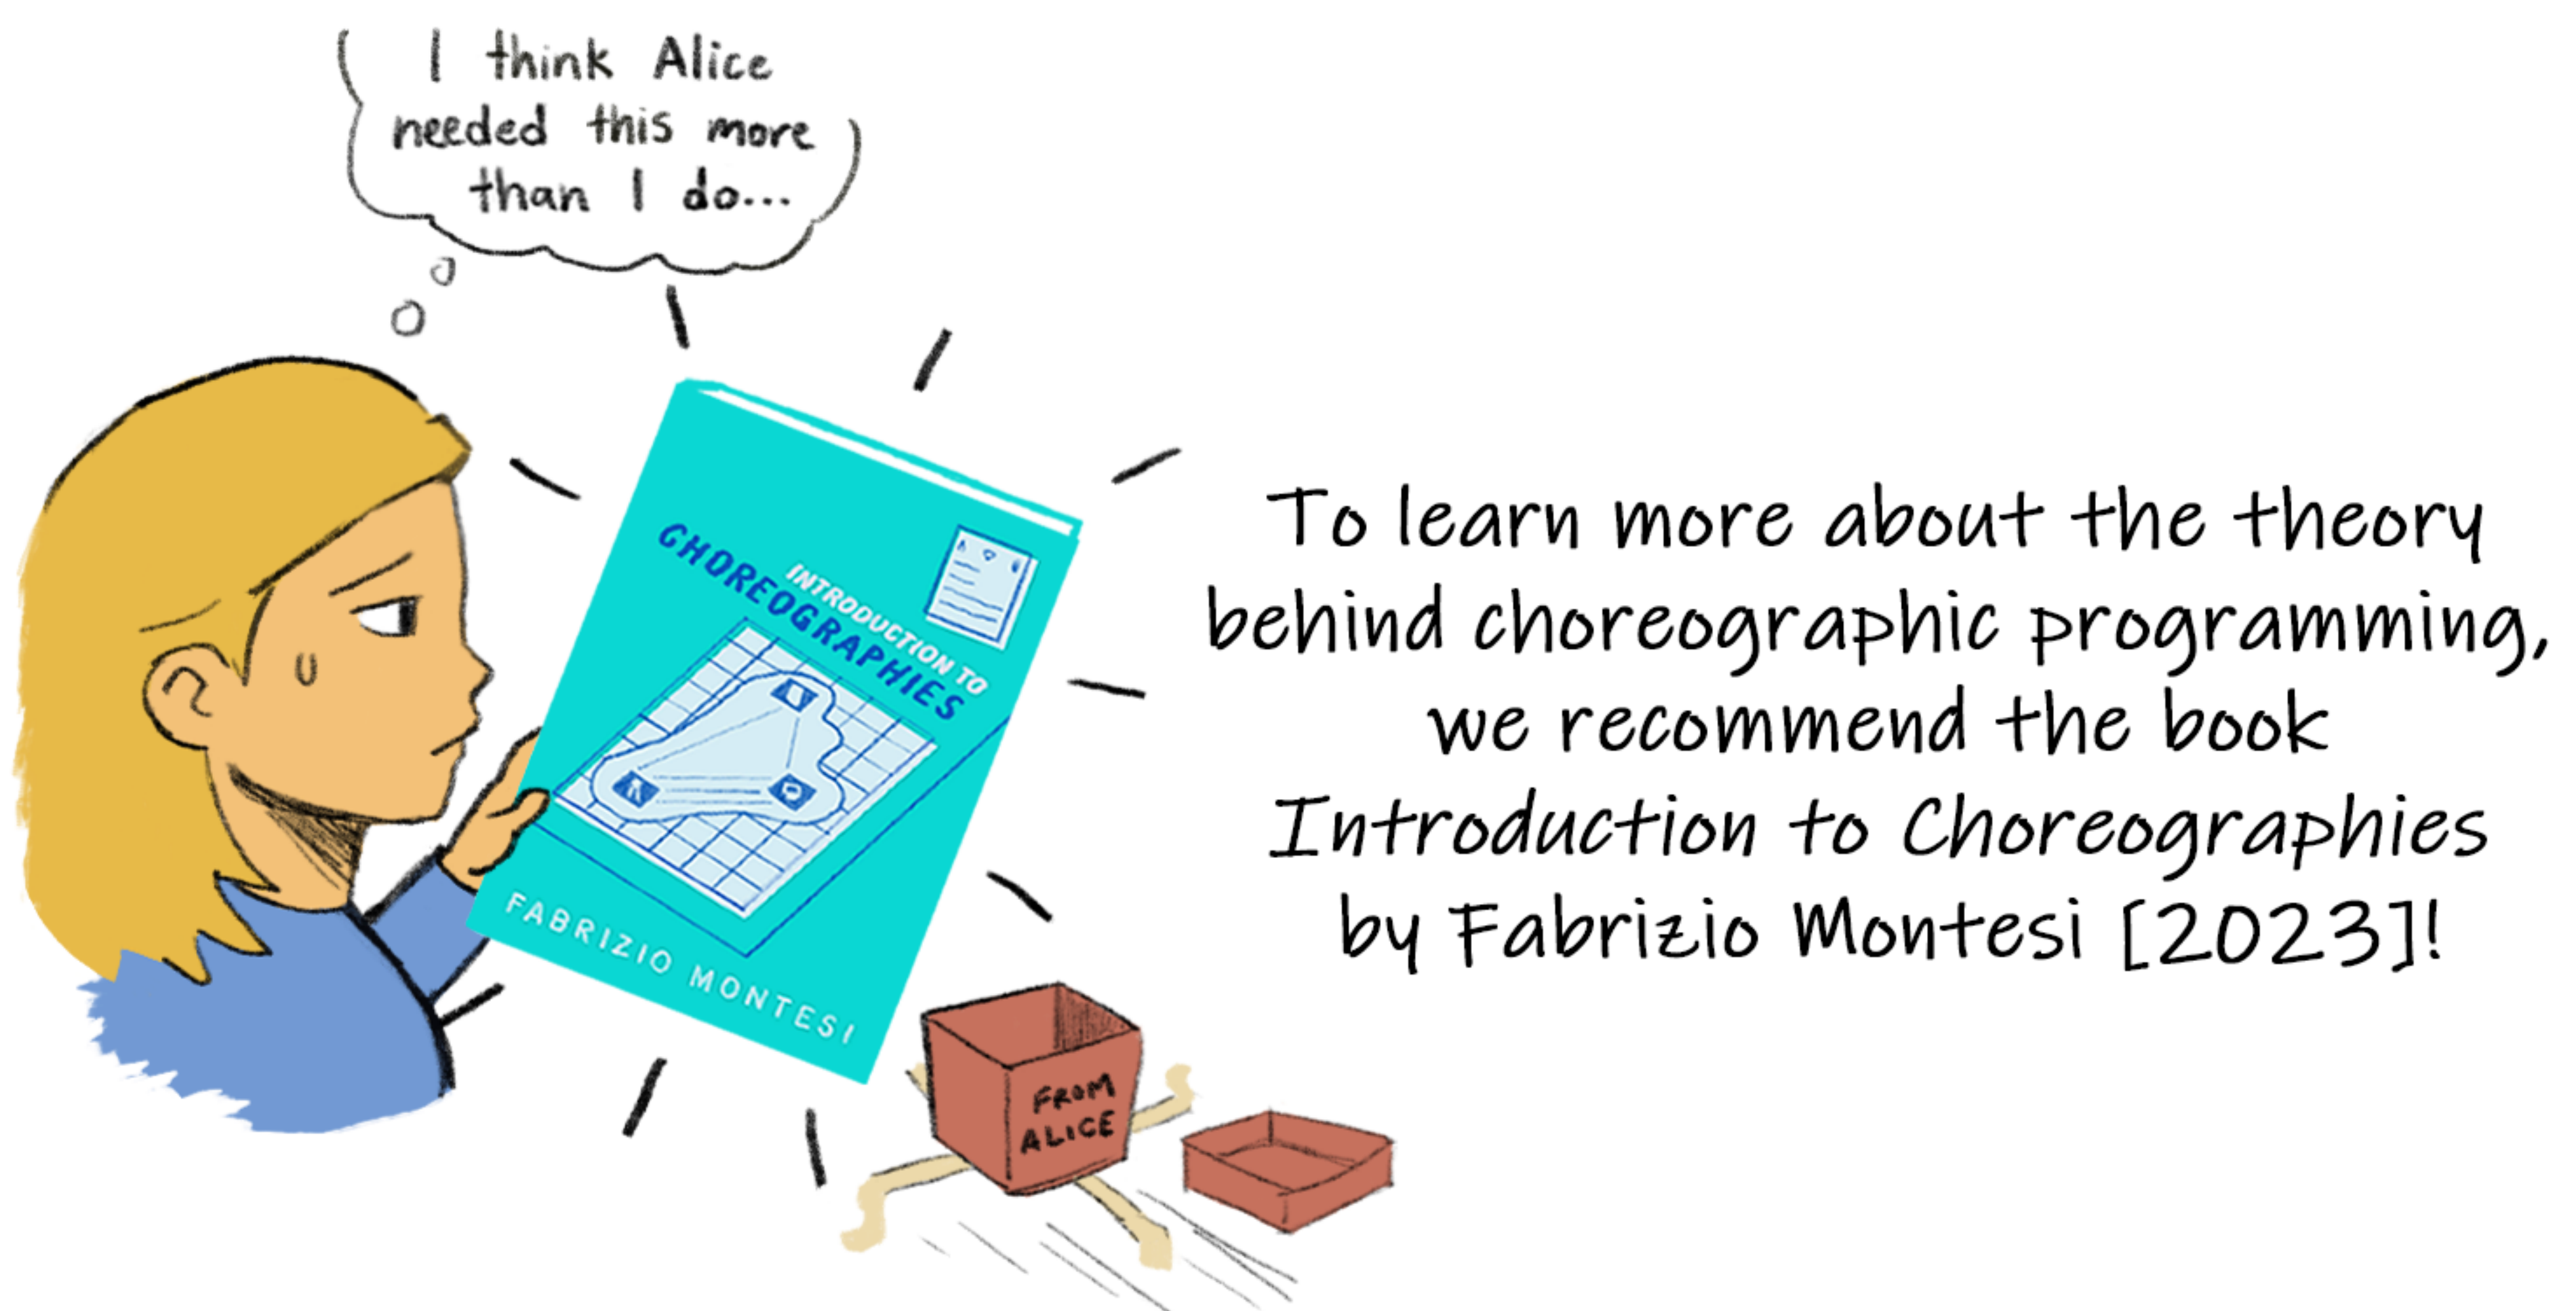 I think Alice
needed this more
than I do...
INTRODUCTION TO
CHOREOGRAPHIES
FABRIZIO MONTESI
FROM
ALICE
To learn more about the theory
behind choreographic programming,
we recommend the book
Introduction to Choreographies
by Fabrizio Montesi [2023]!